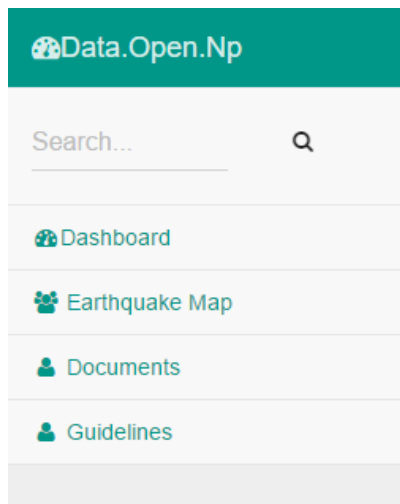 Data.Open.Np
Search...
Dashboard
Earthquake Map
Documents
Guidelines